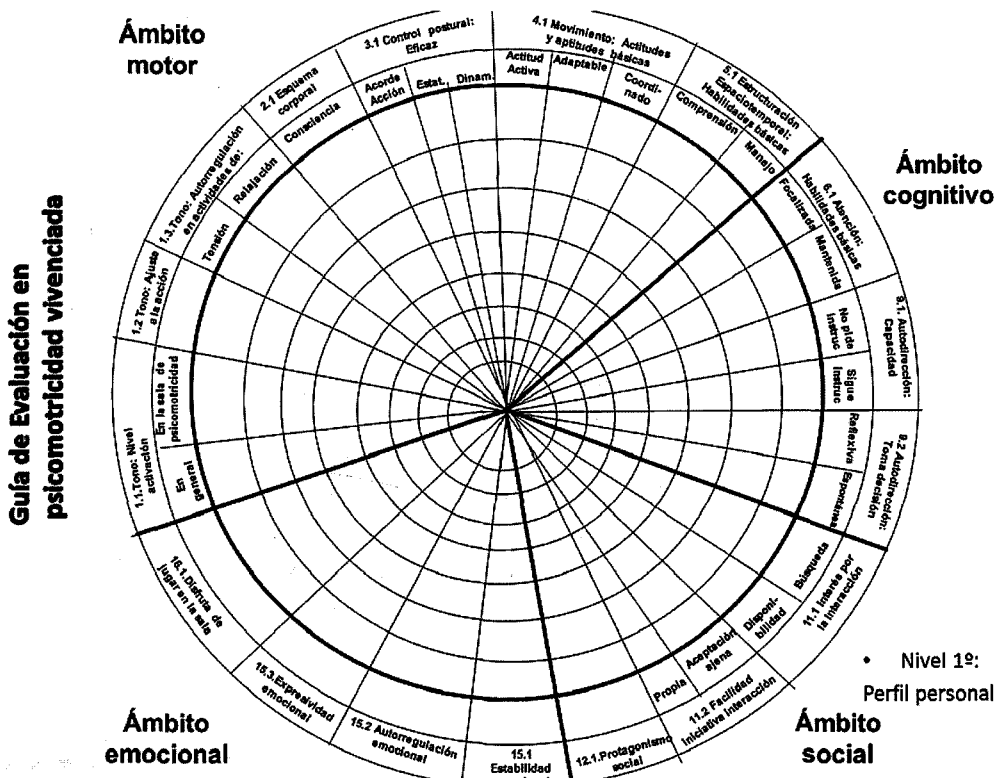 Guía de Evaluación en
psicomotricidad vivenciada
Ámbito
motor
Ámbito
cognitivo
Ámbito
social
Ámbito
emocional
• Nivel 1º:
Perfil personal
1.1.Tono: Nivel
activación
En
general
En la sala de
psicomotricidad
1.2 Tono: Ajuste
a la acción
1.3.Tono: Autorregulación
en actividades de:
Tensión
Relajación
2.1 Esquema
corporal
Consciencia
3.1 Control postural:
Eficaz
Acorde
Acción
Estat.
Dinam.
4.1 Movimiento: Actitudes
y aptitudes básicas
Actitud
Activa
Adaptable
Coordi-
nado
5.1 Estructuración
Espaciotemporal:
Habilidades básicas
Comprensión
Manejo
6.1 Atención:
Habilidades básicas
Focalizada
Mantenida
9.1. Autodirección:
Capacidad
No pide
instruc
Sigue
instruc
9.2 Autodirección:
Toma decisión
Reflexiva
Espontánea
11.1 Interés por
la interacción
Búsqueda
Disponi-
bilidad
11.2 Facilidad
Iniciativa interacción
Aceptación
ajena
Propia
12.1.Protagonismo
social
15.1
Estabilidad
15.2 Autorregulación
emocional
15.3.Expresividad
emocional
16.1.Disfruta de
jugar en la sala